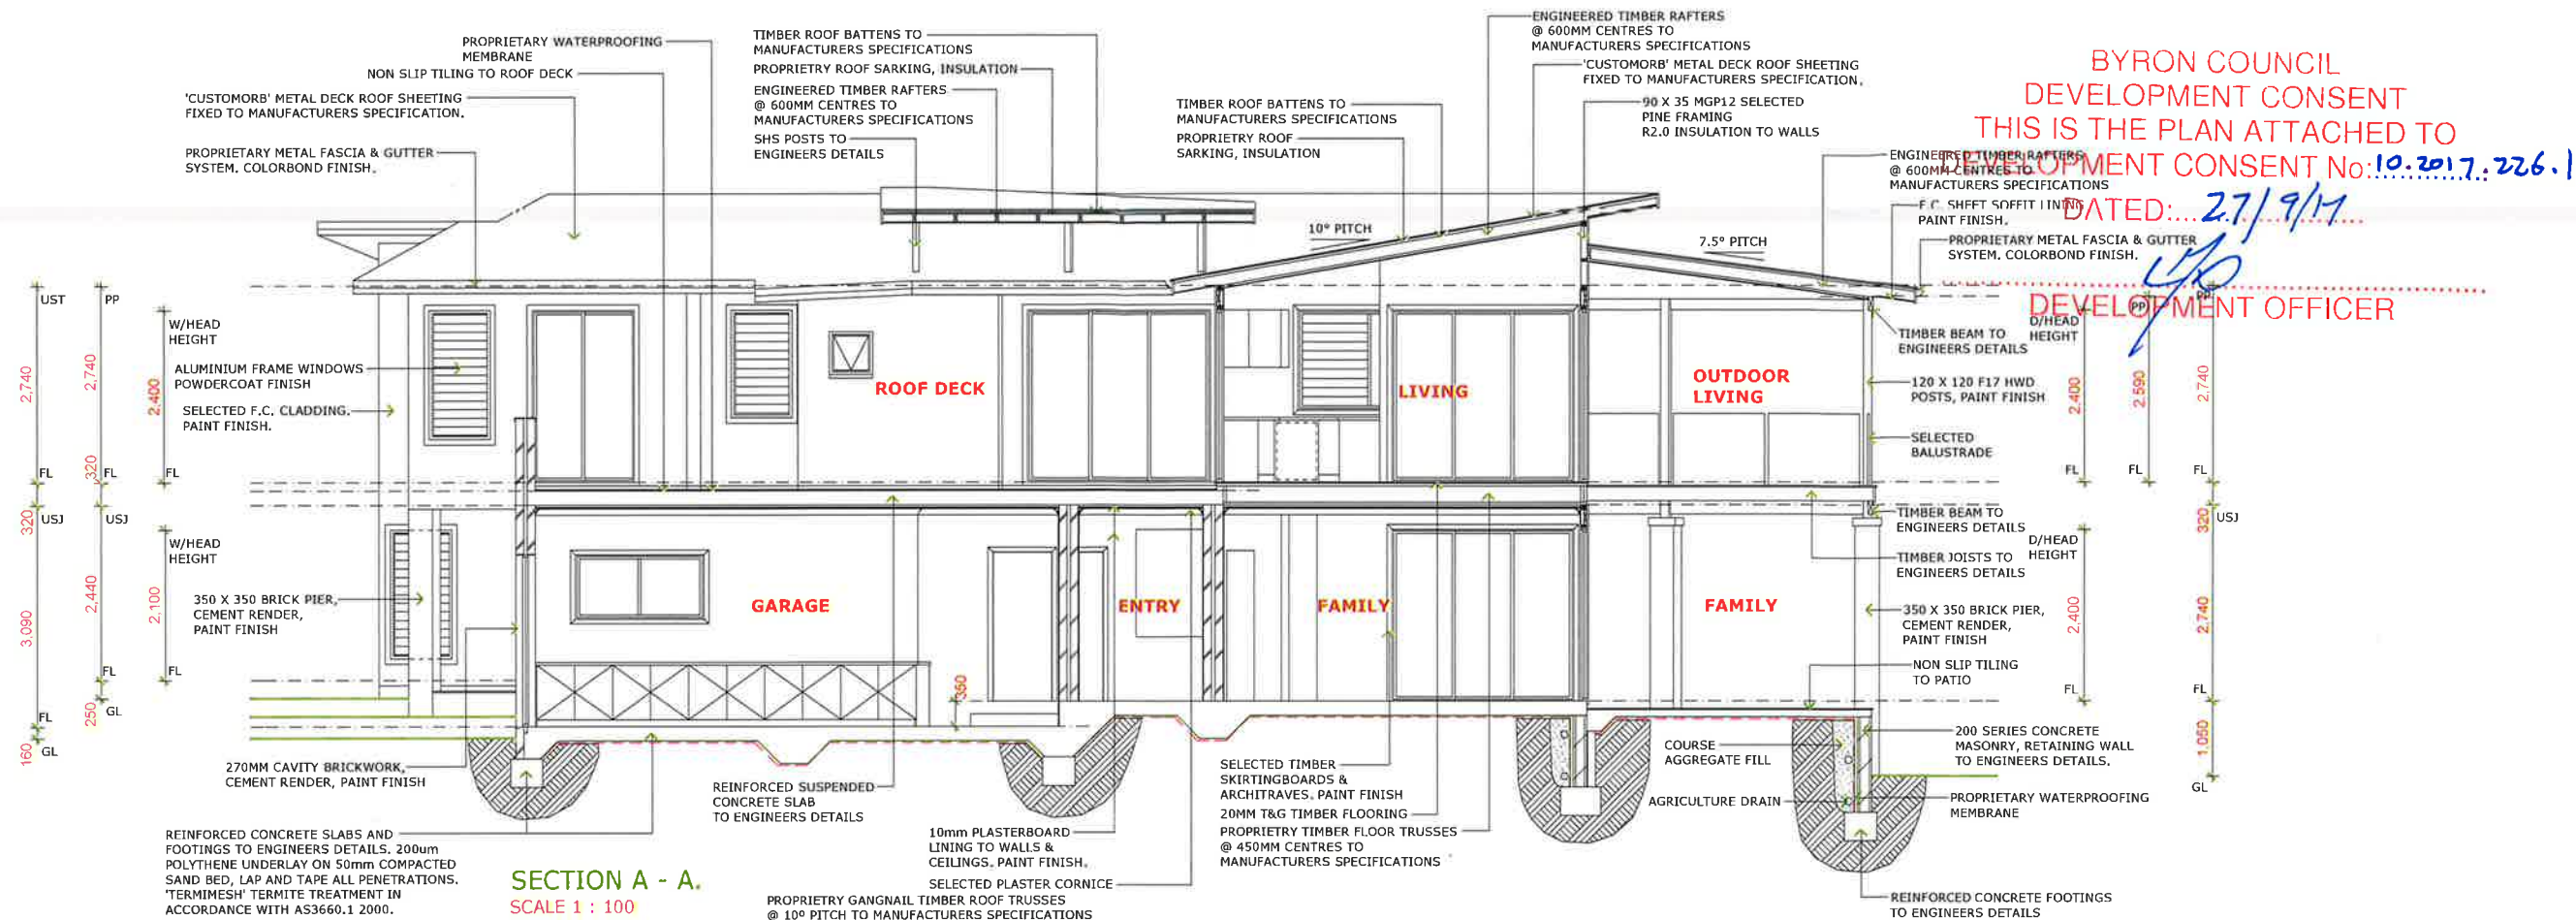 PROPRIETARY WATERPROOFING
MEMBRANE
NON SLIP TILING TO ROOF DECK
'CUSTOMORB' METAL DECK ROOF SHEETING
FIXED TO MANUFACTURERS SPECIFICATION.
PROPRIETARY METAL FASCIA & GUTTER
SYSTEM. COLORBOND FINISH.
TIMBER ROOF BATTENS TO
MANUFACTURERS SPECIFICATIONS
PROPRIETRY ROOF SARKING, INSULATION
ENGINEERED TIMBER RAFTERS
@ 600MM CENTRES TO
MANUFACTURERS SPECIFICATIONS
SHS POSTS TO
ENGINEERS DETAILS
TIMBER ROOF BATTENS TO
MANUFACTURERS SPECIFICATIONS
PROPRIETRY ROOF
SARKING, INSULATION
ENGINEERED TIMBER RAFTERS
@ 600MM CENTRES TO
MANUFACTURERS SPECIFICATIONS
'CUSTOMORB' METAL DECK ROOF SHEETING
FIXED TO MANUFACTURERS SPECIFICATION.
90 X 35 MGP12 SELECTED
PINE FRAMING
R2.0 INSULATION TO WALLS
BYRON COUNCIL
DEVELOPMENT CONSENT
THIS IS THE PLAN ATTACHED TO
DEVELOPMENT CONSENT No: 10.2017.226.1
DATED:... 27/9/17
DEVELOPMENT OFFICER
ENGINEERED TIMBER RAFTERS
@ 600MM CENTRES TO
MANUFACTURERS SPECIFICATIONS
F.C. SHEET SOFFIT LINING
PAINT FINISH.
PROPRIETARY METAL FASCIA & GUTTER
SYSTEM. COLORBOND FINISH.
10° PITCH
7.5° PITCH
UST
PP
W/HEAD
HEIGHT
2,740
2,740
2,400
ALUMINIUM FRAME WINDOWS
POWDERCOAT FINISH
SELECTED F.C. CLADDING.
PAINT FINISH.
FL
FL
FL
320
320
USJ
USJ
W/HEAD
HEIGHT
3,090
2,440
2,100
350 X 350 BRICK PIER,
CEMENT RENDER,
PAINT FINISH
FL
FL
FL
250
GL
160
GL
ROOF DECK
LIVING
OUTDOOR
LIVING
GARAGE
ENTRY
FAMILY
FAMILY
350
PP
PP
D/HEAD
HEIGHT
TIMBER BEAM TO
ENGINEERS DETAILS
120 X 120 F17 HWD
POSTS, PAINT FINISH
2,400
2,590
2,740
SELECTED
BALUSTRADE
FL
FL
FL
TIMBER BEAM TO
ENGINEERS DETAILS
320
USJ
D/HEAD
HEIGHT
TIMBER JOISTS TO
ENGINEERS DETAILS
350 X 350 BRICK PIER,
CEMENT RENDER,
PAINT FINISH
2,400
2,740
NON SLIP TILING
TO PATIO
FL
FL
1,050
GL
200 SERIES CONCRETE
MASONRY, RETAINING WALL
TO ENGINEERS DETAILS.
COURSE
AGGREGATE FILL
AGRICULTURE DRAIN
PROPRIETARY WATERPROOFING
MEMBRANE
REINFORCED CONCRETE FOOTINGS
TO ENGINEERS DETAILS
270MM CAVITY BRICKWORK,
CEMENT RENDER, PAINT FINISH
REINFORCED SUSPENDED
CONCRETE SLAB
TO ENGINEERS DETAILS
SELECTED TIMBER
SKIRTINGBOARDS &
ARCHITRAVES. PAINT FINISH
20MM T&G TIMBER FLOORING
PROPRIETRY TIMBER FLOOR TRUSSES
@ 450MM CENTRES TO
MANUFACTURERS SPECIFICATIONS
10mm PLASTERBOARD
LINING TO WALLS &
CEILINGS. PAINT FINISH.
SELECTED PLASTER CORNICE
PROPRIETRY GANGNAIL TIMBER ROOF TRUSSES
@ 10º PITCH TO MANUFACTURERS SPECIFICATIONS
REINFORCED CONCRETE SLABS AND
FOOTINGS TO ENGINEERS DETAILS. 200um
POLYTHENE UNDERLAY ON 50mm COMPACTED
SAND BED, LAP AND TAPE ALL PENETRATIONS.
'TERMIMESH' TERMITE TREATMENT IN
ACCORDANCE WITH AS3660.1 2000.
SECTION A - A.
SCALE 1 : 100